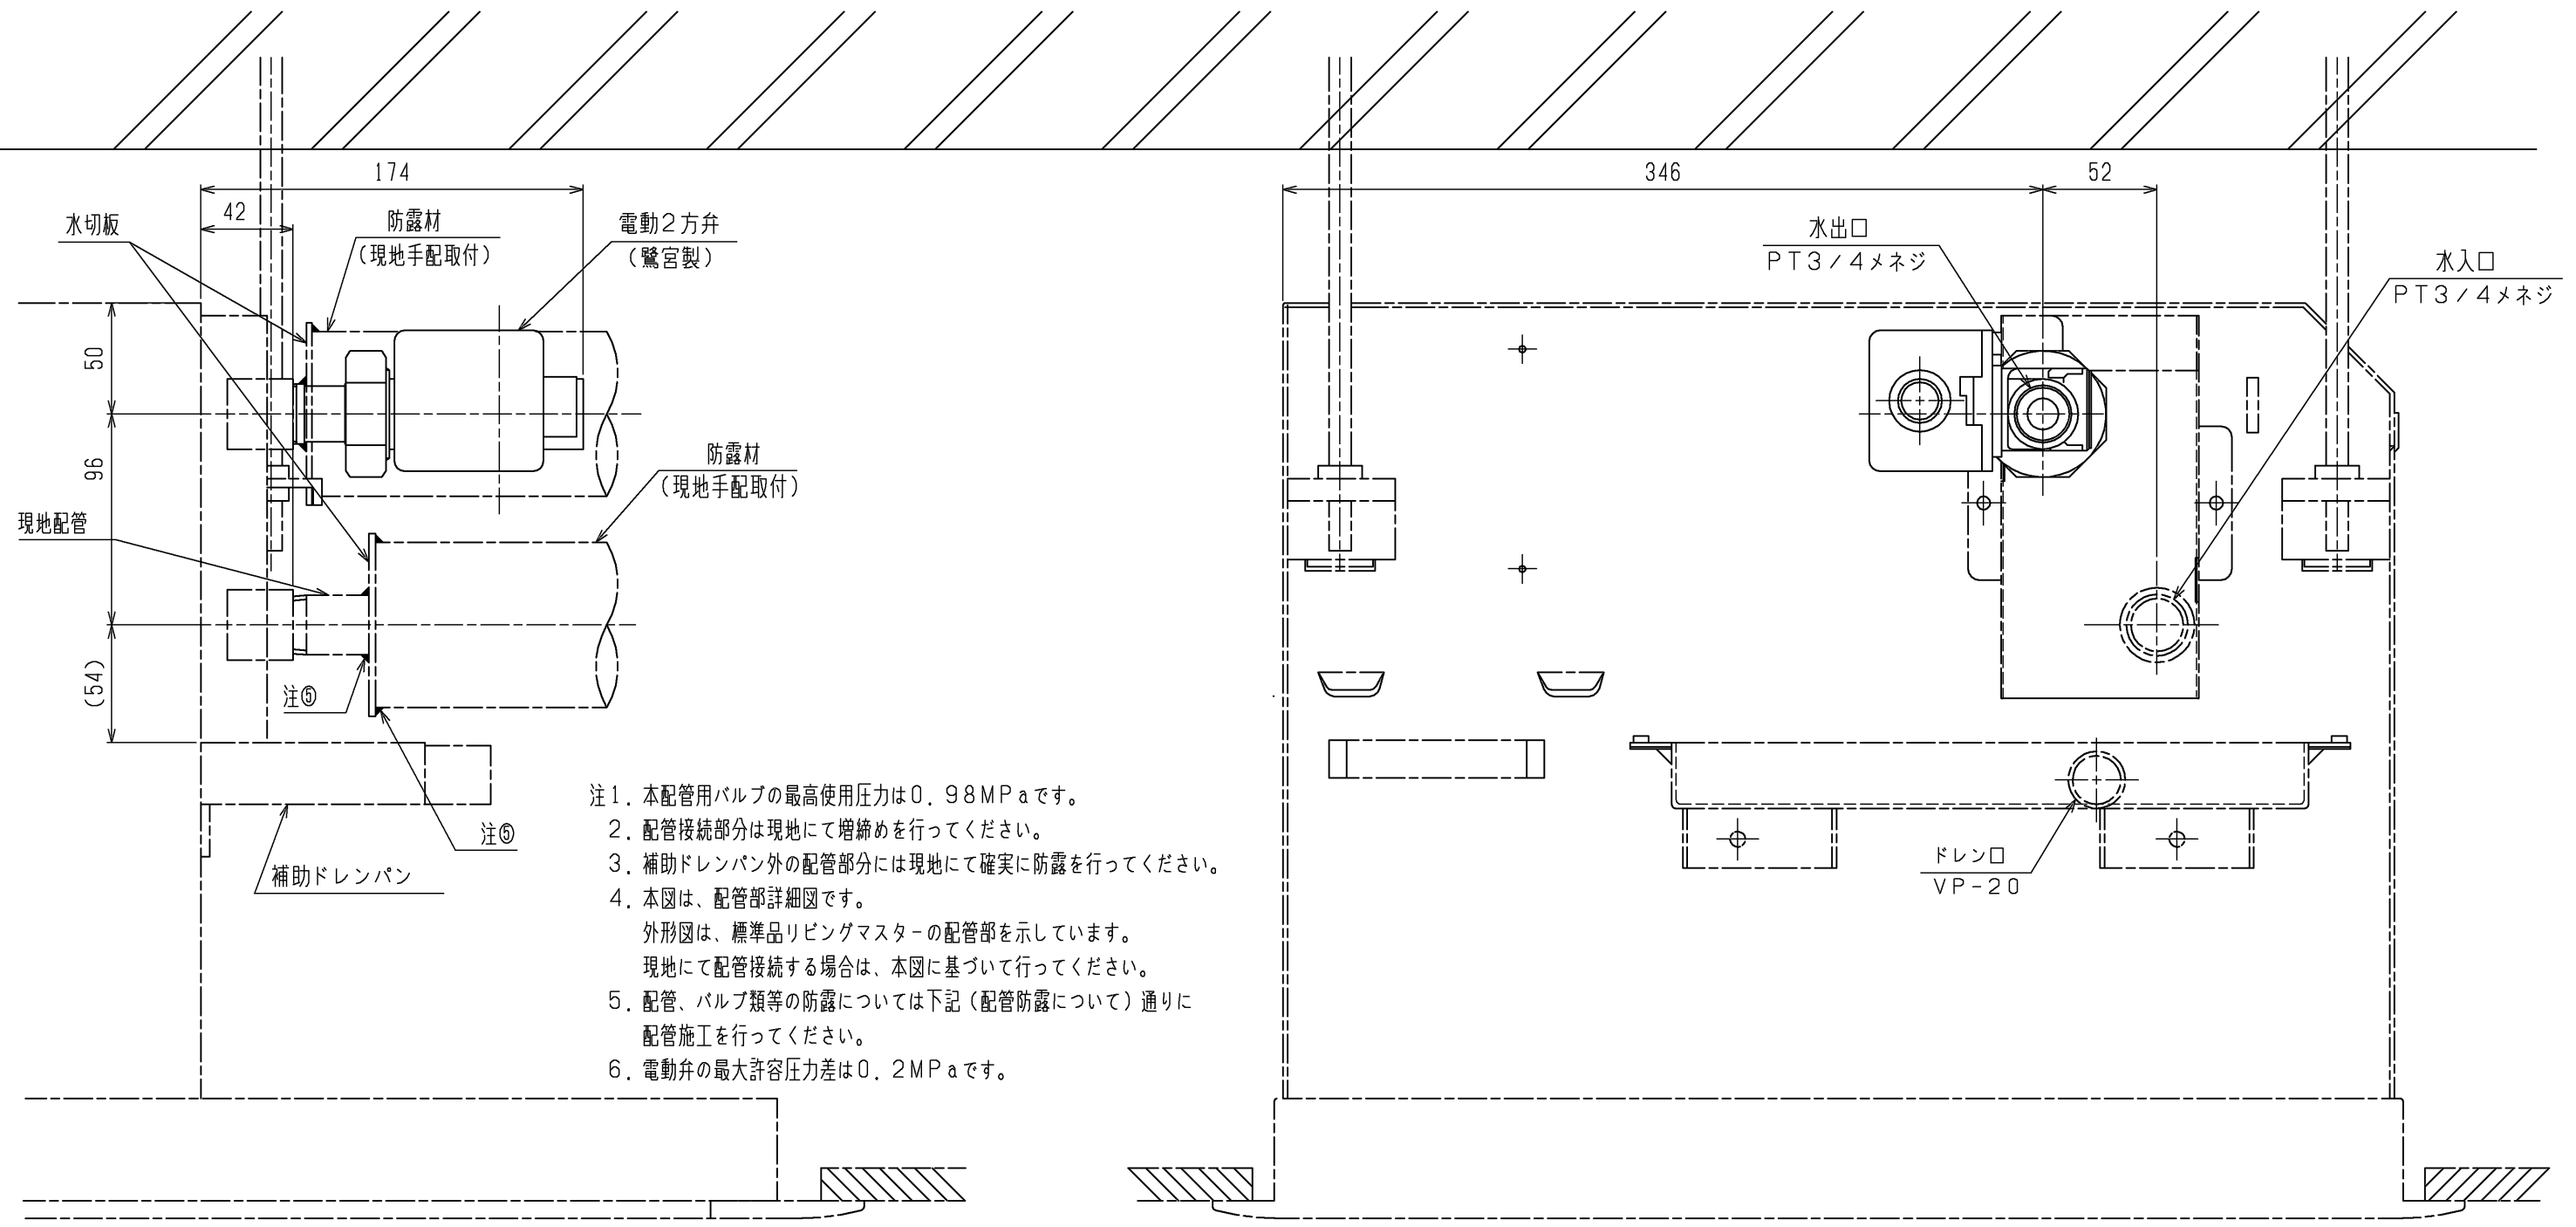 174
346
52
42
水切板
防露材
(現地手配取付)
電動2方弁
(鷺宮製)
水出口
PT3/4メネジ
水入口
PT3/4メネジ
50
96
防露材
(現地手配取付)
現地配管
(54)
注⑤
注⑤
補助ドレンパン
ドレン口
VP-20
注1. 本配管用バルブの最高使用圧力は0.98MPaです。
2. 配管接続部分は現地にて増締めを行ってください。
3. 補助ドレンパン外の配管部分には現地にて確実に防露を行ってください。
4. 本図は、配管部詳細図です。
外形図は、標準品リビングマスターの配管部を示しています。
現地にて配管接続する場合は、本図に基づいて行ってください。
5. 配管、バルブ類等の防露については下記(配管防露について)通りに
配管施工を行ってください。
6. 電動弁の最大許容圧力差は0.2MPaです。